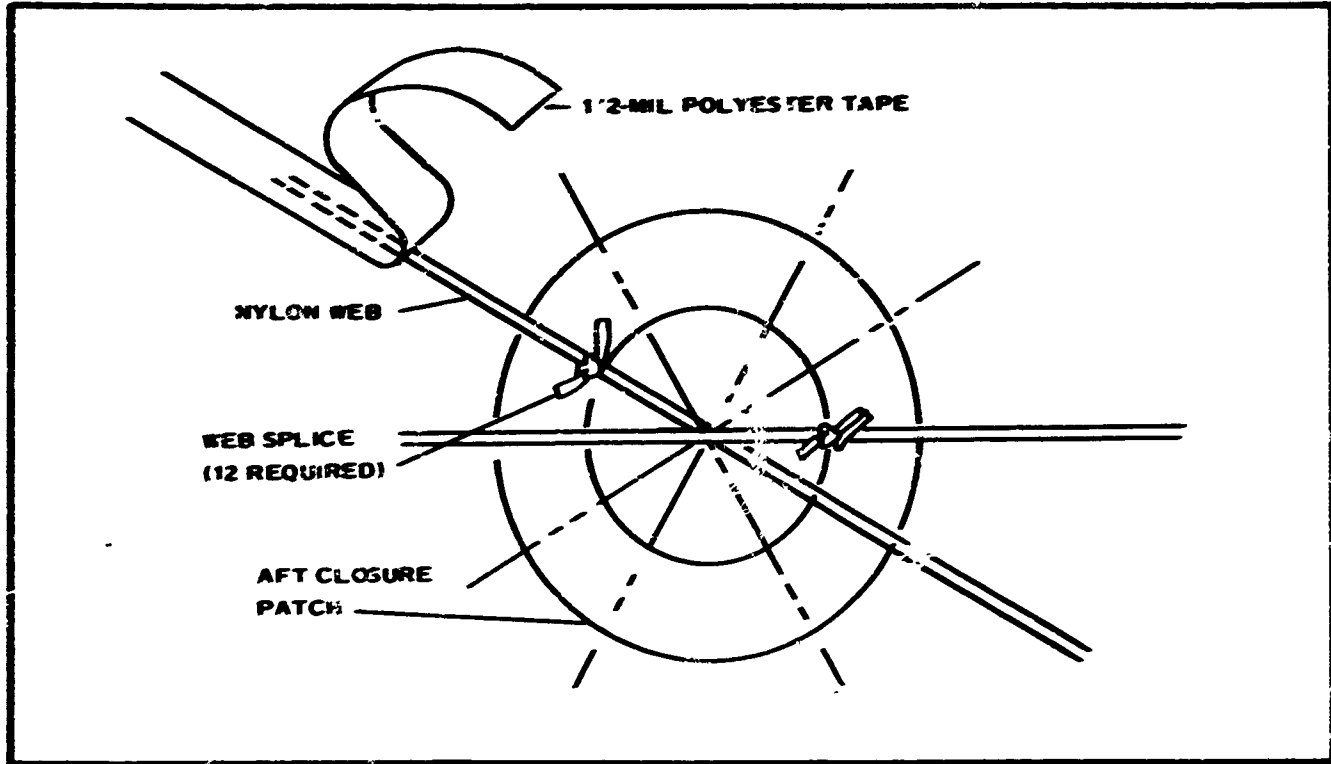 1/2-MIL POLYESTER TAPE
NYLON WEB
WEB SPLICE
(12 REQUIRED)
AFT CLOSURE
PATCH